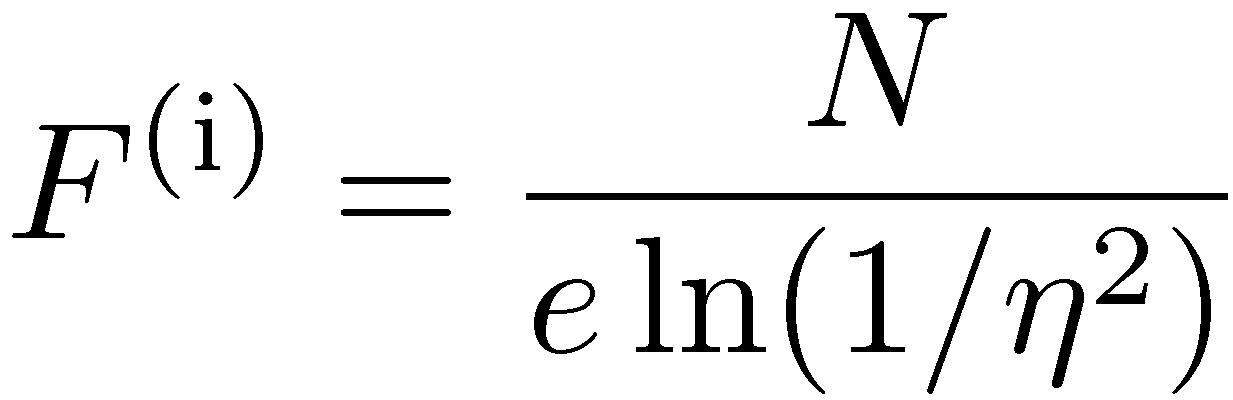 F^{(i)} = \frac{N}{e \ln(1/\eta^2)}